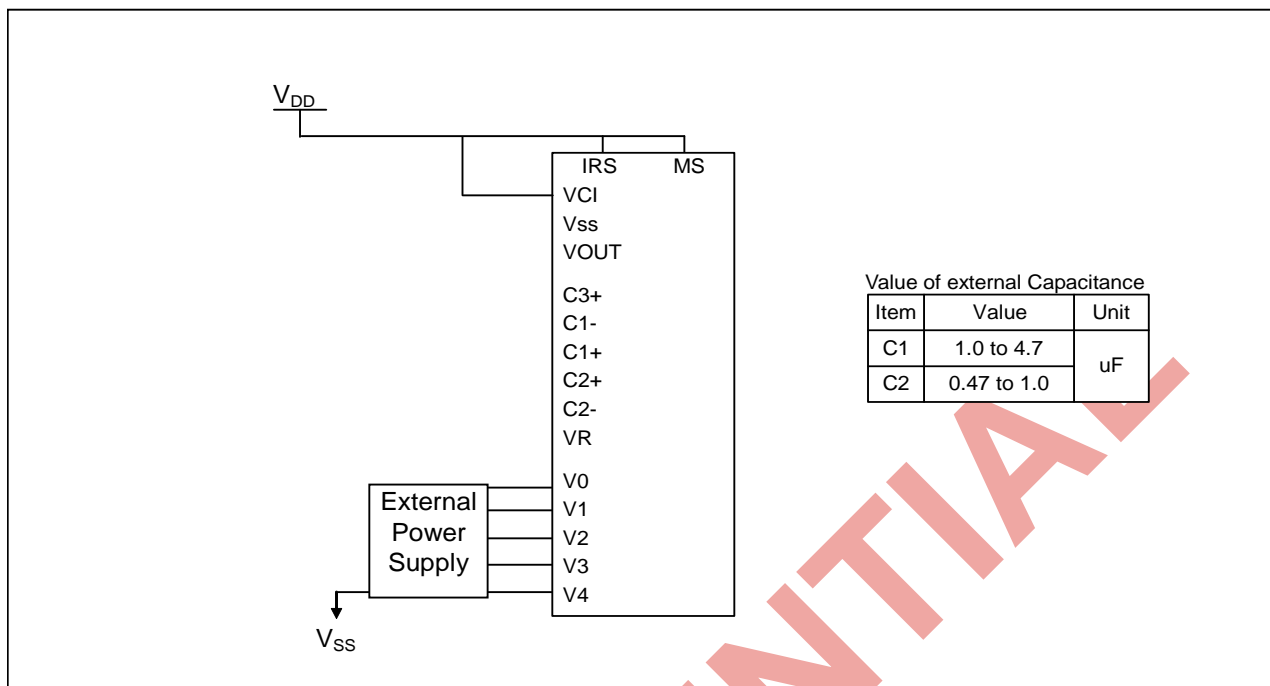 VDD
IRS MS
VCI
Vss
VOUT
C3+
C1-
C1+
C2+
C2-
VR
V0
V1
V2
V3
V4
External
Power
Supply
VSS
Value of external Capacitance
Item Value Unit
C1 1.0 to 4.7 uF
C2 0.47 to 1.0
NTIAL